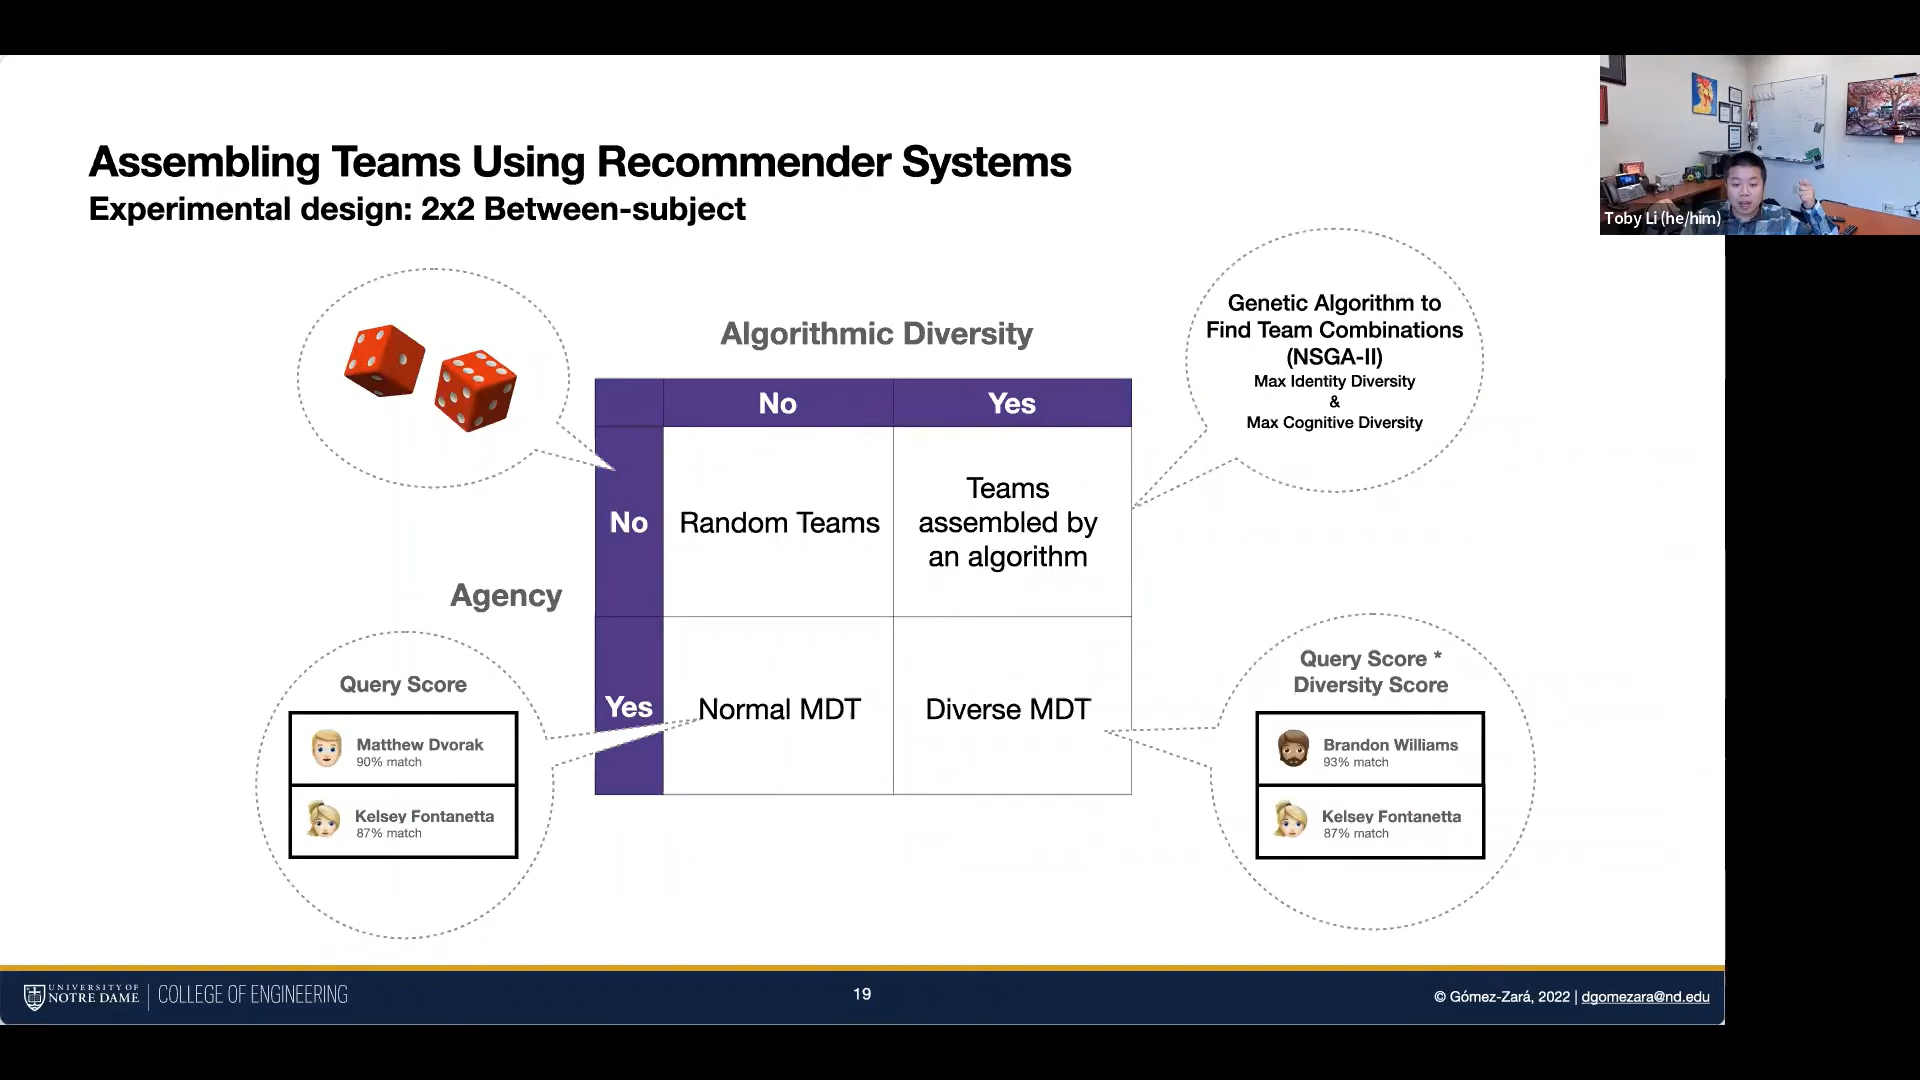 Assembling Teams Using Recommender Systems
Experimental design: 2x2 Between-subject
Toby Li (he/him)
Genetic Algorithm to
Find Team Combinations
(NSGA-II)
Max Identity Diversity
&
Max Cognitive Diversity
Algorithmic Diversity
No
Yes
Agency
No
Random Teams
Teams
assembled by
an algorithm
Yes
Normal MDT
Diverse MDT
Query Score
Matthew Dvorak
90% match
Kelsey Fontanetta
87% match
Query Score *
Diversity Score
Brandon Williams
93% match
Kelsey Fontanetta
87% match
UNIVERSITY OF
NOTRE DAME
COLLEGE OF ENGINEERING
19
© Gómez-Zará, 2022 | dgomezara@nd.edu